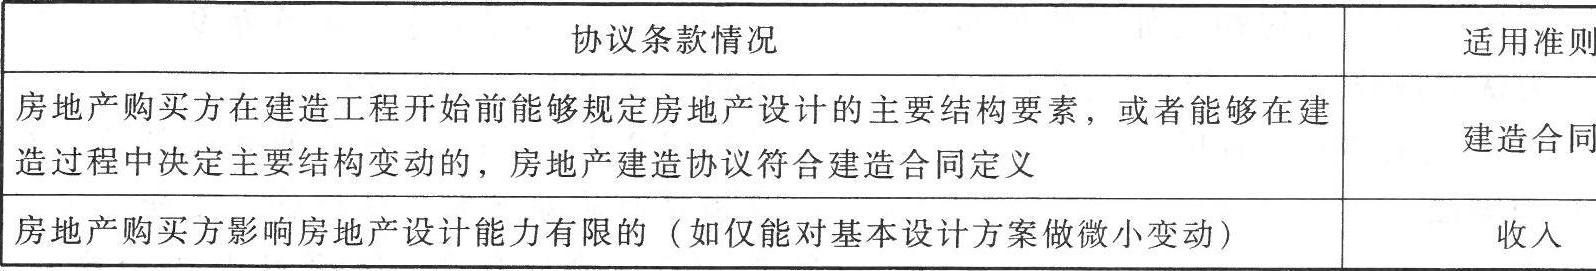 协议条款情况
适用准则
房地产购买方在建造工程开始前能够规定房地产设计的主要结构要素，或者能够在建
造过程中决定主要结构变动的，房地产建造协议符合建造合同定义
建造合同
房地产购买方影响房地产设计能力有限的（如仅能对基本设计方案做微小变动）
收入